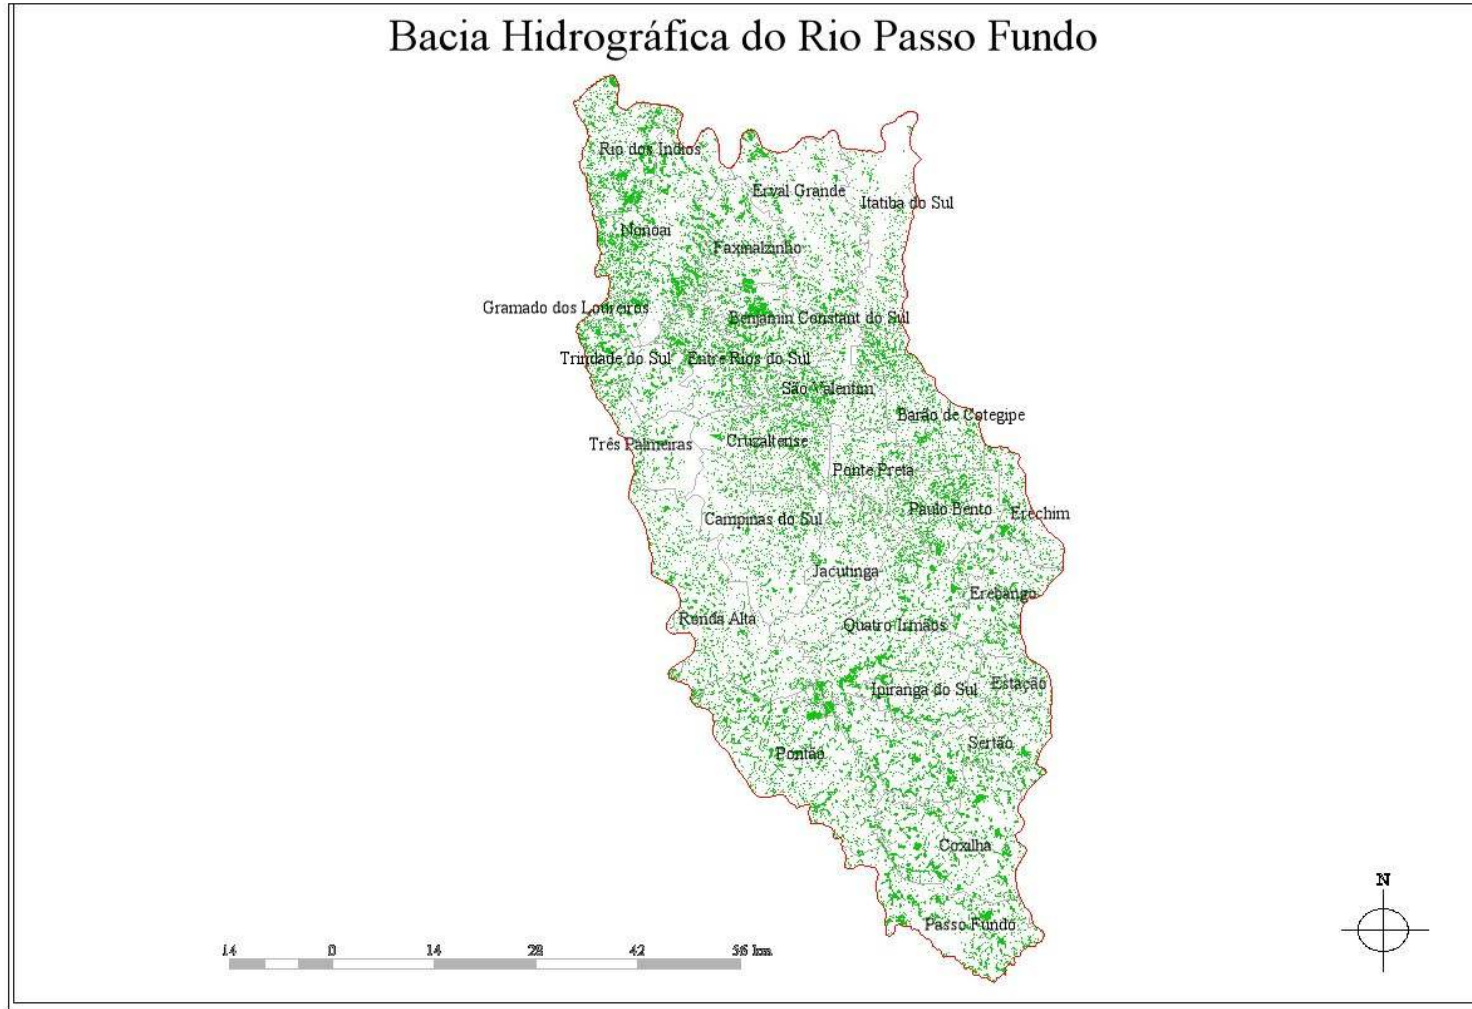 Bacia Hidrográfica do Rio Passo Fundo
Rio dos Índios
Erval Grande
Itatiba do Sul
Nonoai
Faxinalzinho
Gramado dos Loureiros
Benjamin Constant do Sul
Trindade do Sul
Entre Rios do Sul
São Valentim
Barão de Cotegipe
Três Palmeiras
Cruzaltense
Ponte Preta
Paulo Bento
Erechim
Campinas do Sul
Jacutinga
Erebango
Ronda Alta
Quatro Irmãos
Ipiranga do Sul
Estação
Sertão
Pontão
Coxilha
Passo Fundo
N
14 0 14 28 42 56 km